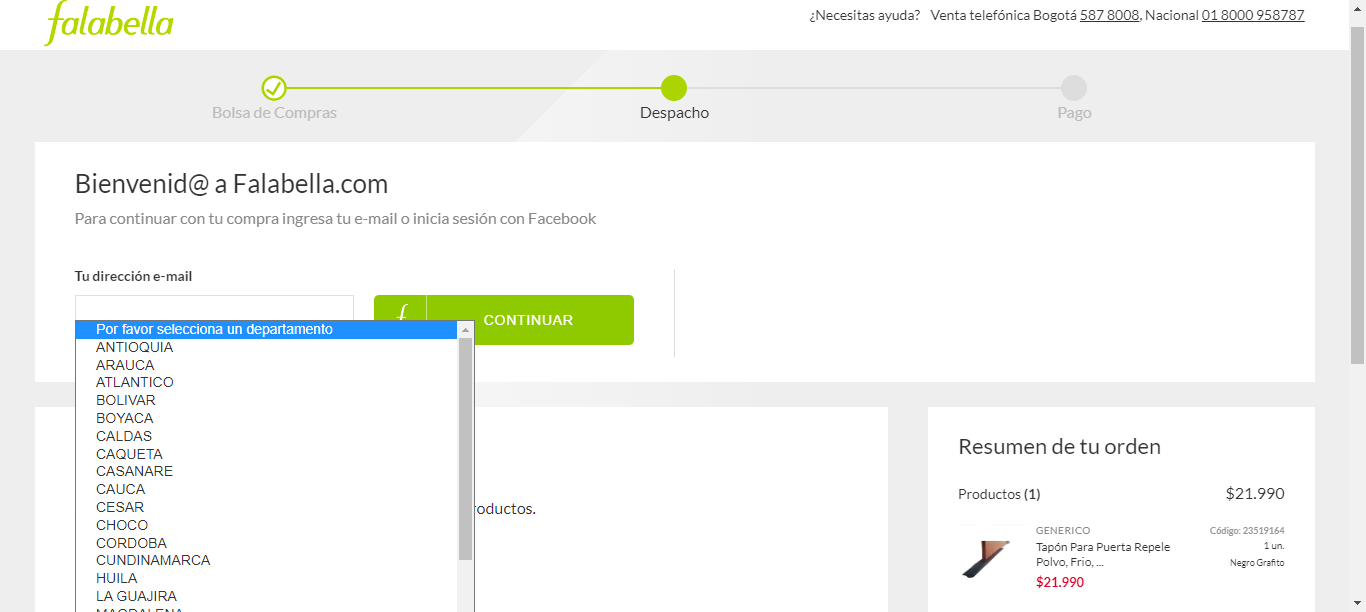 falabella
¿Necesitas ayuda? Venta telefónica Bogotá 587 8008, Nacional 01 8000 958787
Bolsa de Compras
Despacho
Pago
Bienvenid@ a Falabella.com
Para continuar con tu compra ingresa tu e-mail o inicia sesión con Facebook
Tu dirección e-mail
f CONTINUAR
Por favor selecciona un departamento
ANTIOQUIA
ARAUCA
ATLANTICO
BOLIVAR
BOYACA
CALDAS
CAQUETA
CASANARE
CAUCA
CESAR
CHOCO
CORDOBA
CUNDINAMARCA
HUILA
LA GUAJIRA
MAGDALENA
roductos.
Resumen de tu orden
Productos (1) $21.990
GENERICO Código: 23519164
Tapón Para Puerta Repele 1 un.
Polvo, Frio, ... Negro Grafito
$21.990